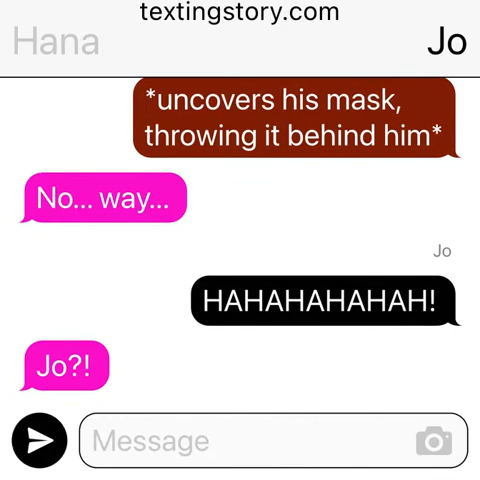 textingstory.com
Hana
Jo
*uncovers his mask,
throwing it behind him*
No... way...
Jo
HAHAHAHAHAH!
Jo?!
Message